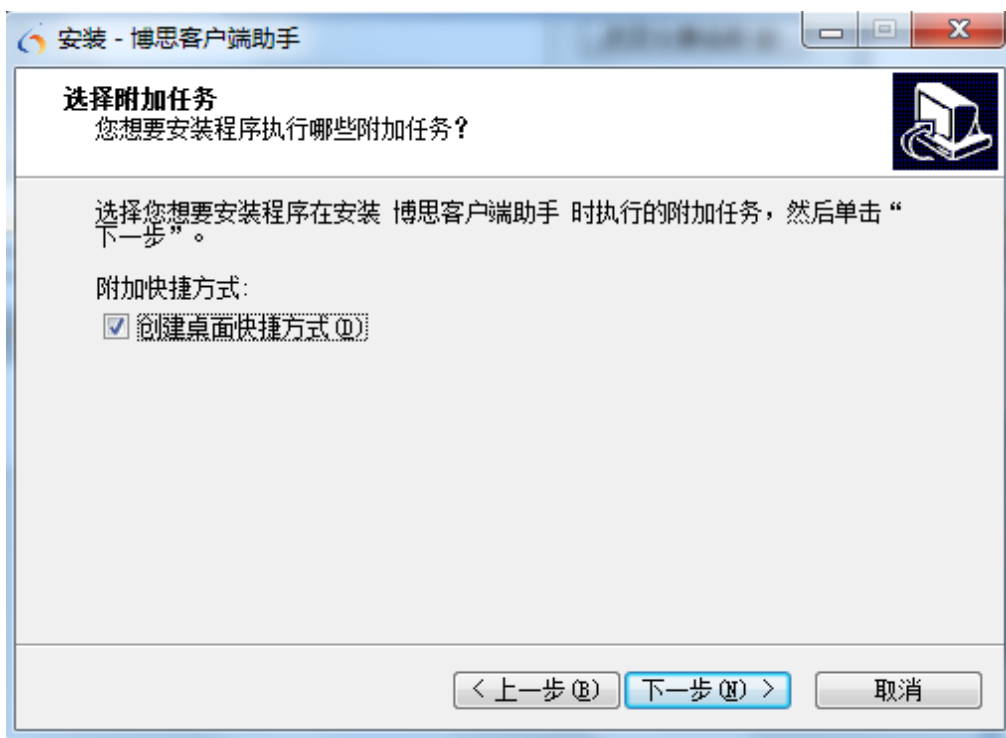 安装 - 博思客户端助手
选择附加任务
您想要安装程序执行哪些附加任务？
选择您想要安装程序在安装 博思客户端助手 时执行的附加任务，然后单击“
下一步”。
附加快捷方式:
创建桌面快捷方式(D)
< 上一步(B)
下一步(N) >
取消